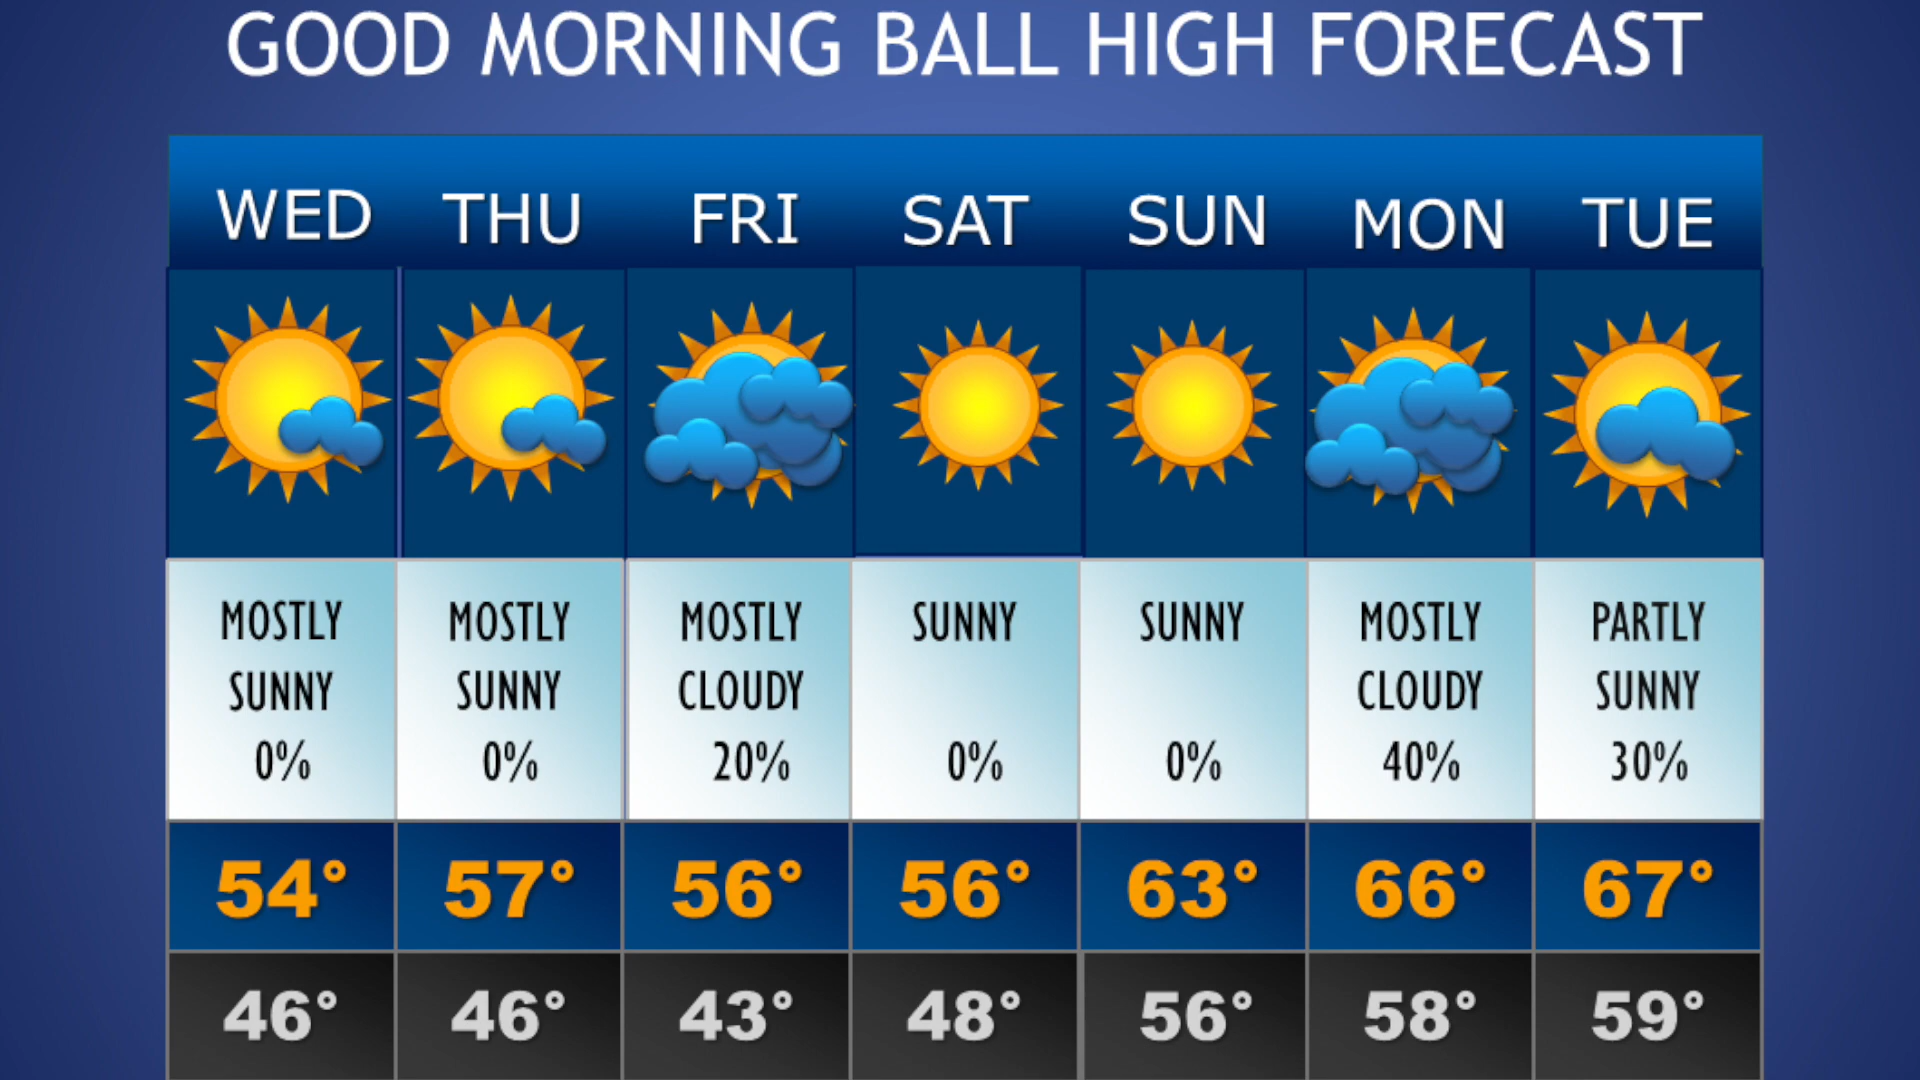 GOOD MORNING BALL HIGH FORECAST
WED THU FRI SAT SUN MON TUE
MOSTLY MOSTLY MOSTLY SUNNY SUNNY MOSTLY PARTLY
SUNNY SUNNY CLOUDY CLOUDY SUNNY
0% 0% 20% 0% 0% 40% 30%
54° 57° 56° 56° 63° 66° 67°
46° 46° 43° 48° 56° 58° 59°